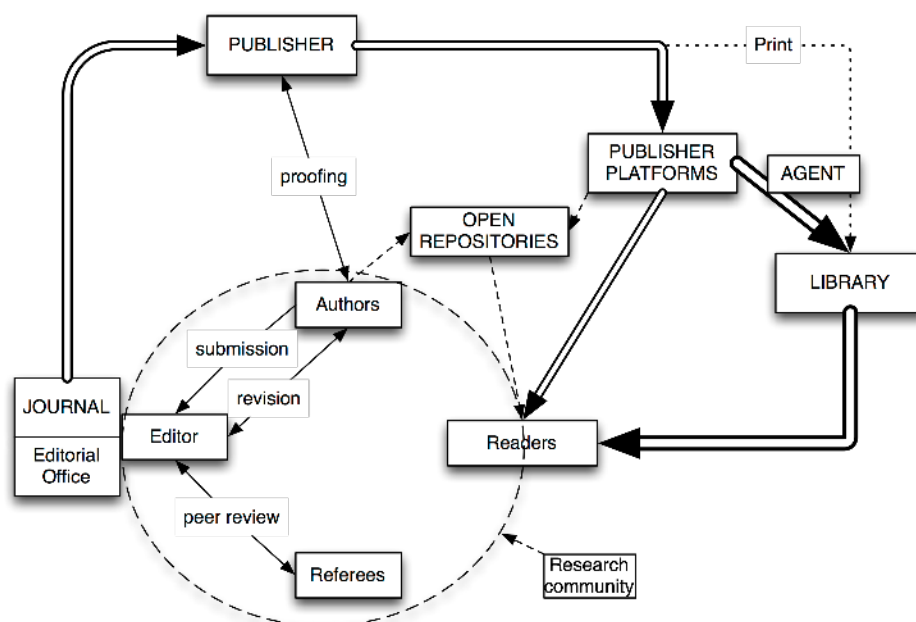 PUBLISHER
Print
proofing
PUBLISHER
PLATFORMS
AGENT
OPEN
REPOSITORIES
LIBRARY
Authors
submission
revision
JOURNAL
Editorial
Office
Editor
Readers
peer review
Referees
Research
community